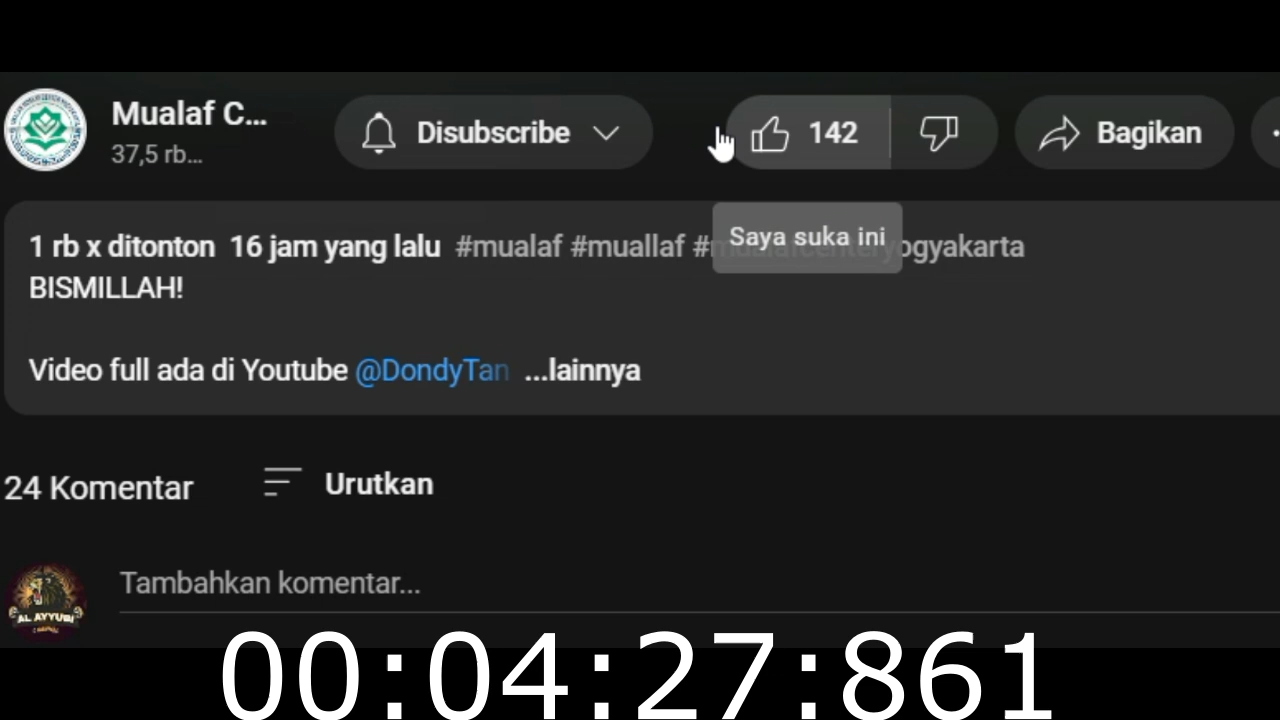 Mualaf C...
37,5 rb...
Disubscribe
142
Bagikan
1 rb x ditonton 16 jam yang lalu #mualaf #muallaf #mualafcenteryogyakarta
Saya suka ini
BISMILLAH!
Video full ada di Youtube @DondyTan ...lainnya
24 Komentar
Urutkan
AL AYYUBI
Tambahkan komentar...
00:04:27:861